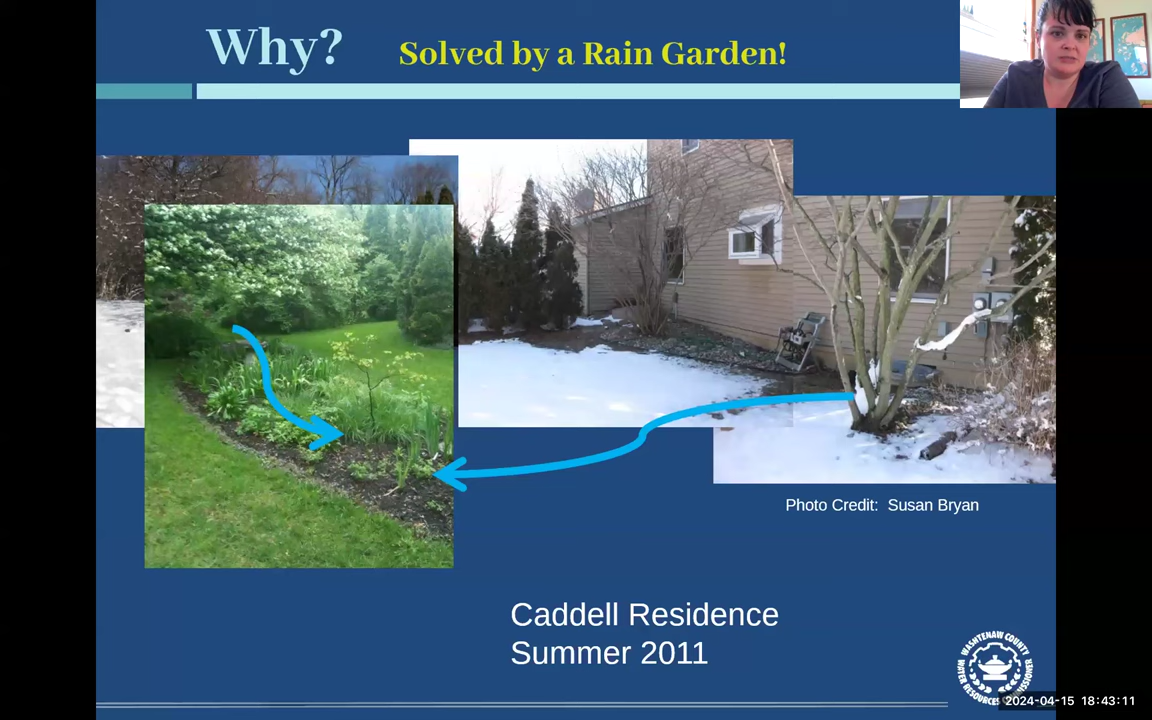 Why?
Solved by a Rain Garden!
Photo Credit: Susan Bryan
Caddell Residence
Summer 2011
WASHTENAW COUNTY
WATER RESOURCES
2024-04-15 18:43:11